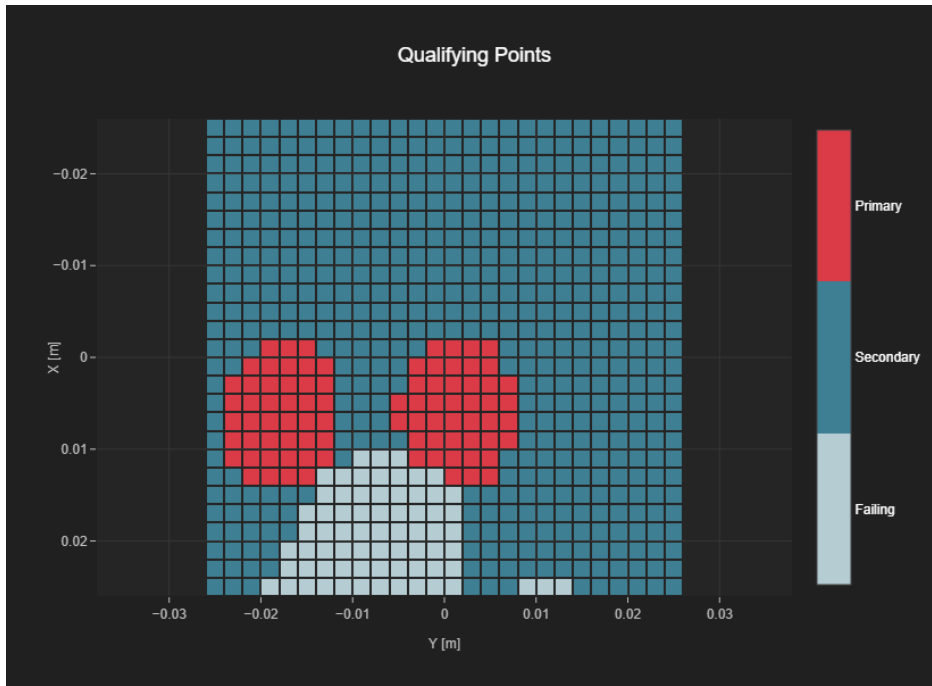 Qualifying Points
−0.02
−0.01
0
0.01
0.02
X [m]
−0.03
−0.02
−0.01
0
0.01
0.02
0.03
Y [m]
Primary
Secondary
Failing